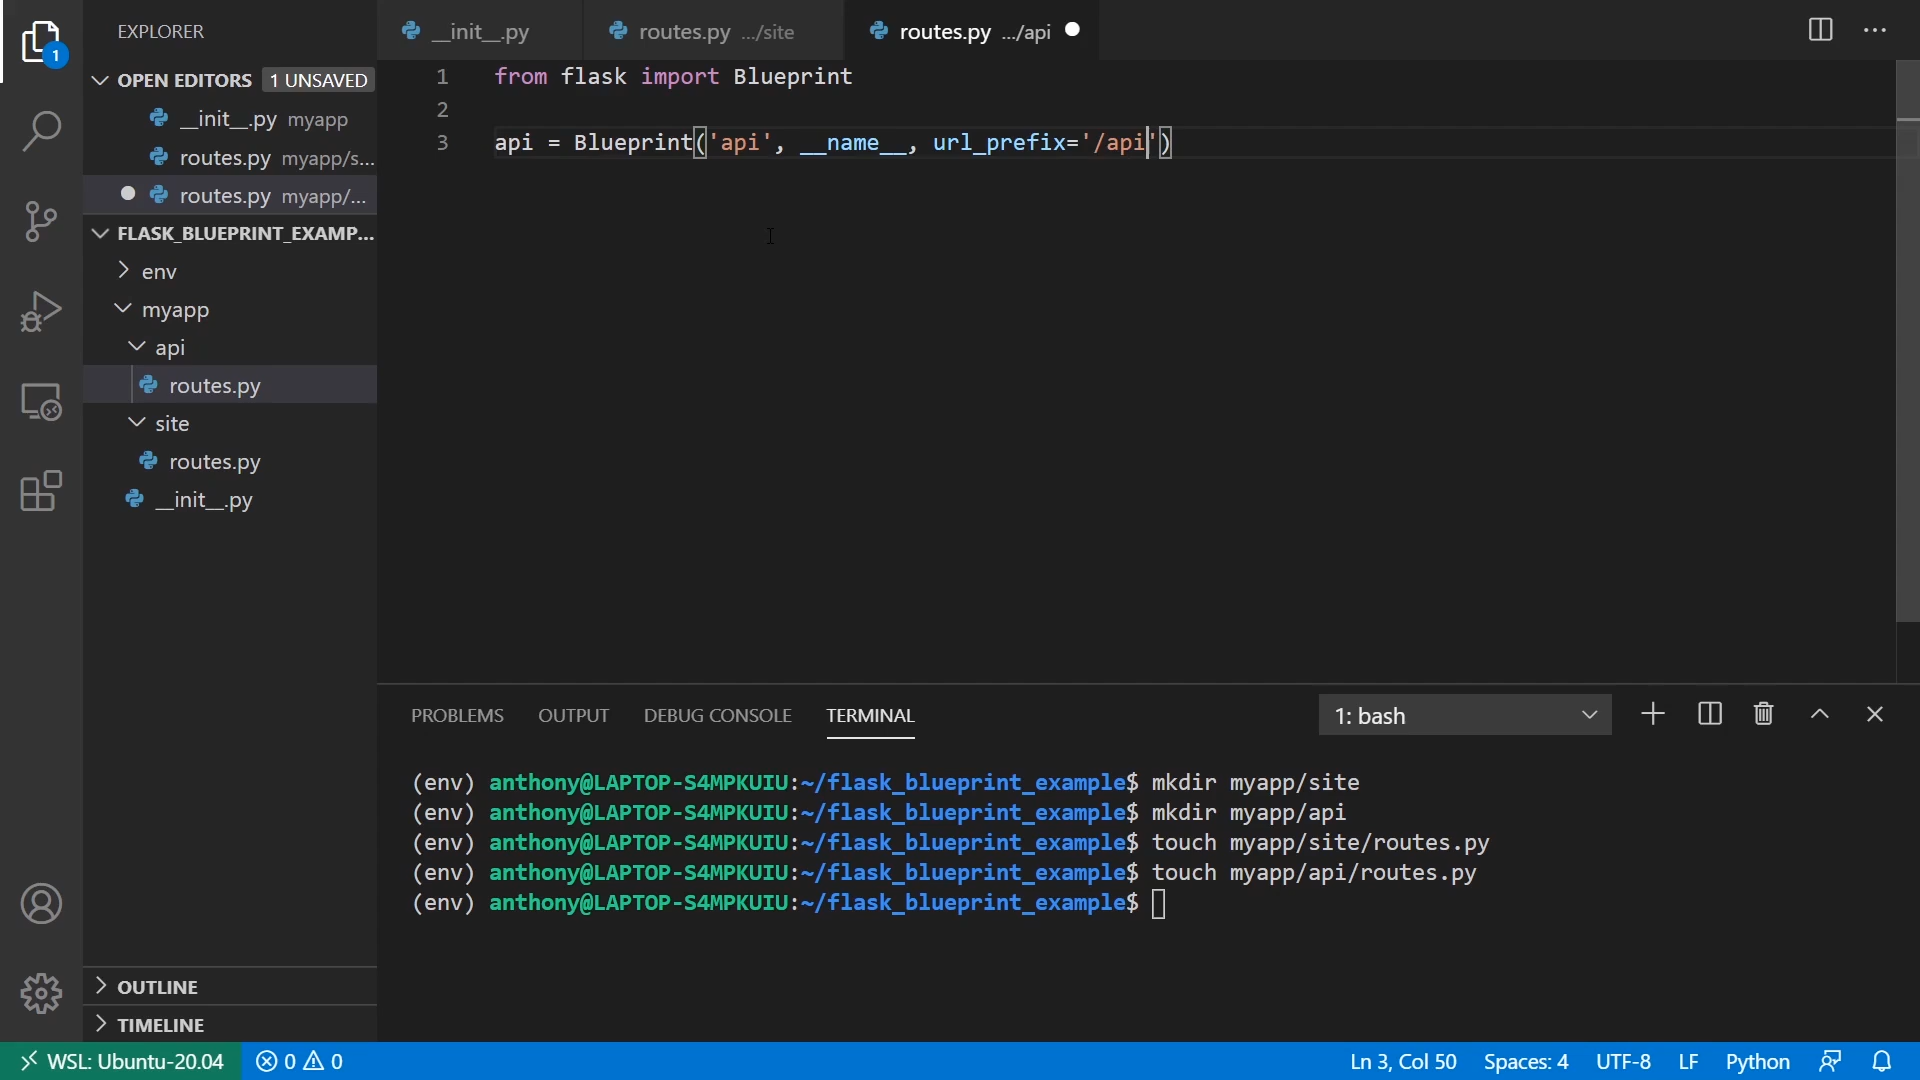 EXPLORER
OPEN EDITORS 1 UNSAVED
__init__.py myapp
routes.py myapp/s...
routes.py myapp/...
FLASK_BLUEPRINT_EXAMP...
env
myapp
api
routes.py
site
routes.py
__init__.py
OUTLINE
TIMELINE
__init__.py
routes.py .../site
routes.py .../api
1 from flask import Blueprint
2
3 api = Blueprint('api', __name__, url_prefix='/api')
PROBLEMS OUTPUT DEBUG CONSOLE TERMINAL
1: bash
(env) anthony@LAPTOP-S4MPKUIU:~/flask_blueprint_example$ mkdir myapp/site
(env) anthony@LAPTOP-S4MPKUIU:~/flask_blueprint_example$ mkdir myapp/api
(env) anthony@LAPTOP-S4MPKUIU:~/flask_blueprint_example$ touch myapp/site/routes.py
(env) anthony@LAPTOP-S4MPKUIU:~/flask_blueprint_example$ touch myapp/api/routes.py
(env) anthony@LAPTOP-S4MPKUIU:~/flask_blueprint_example$
1
WSL: Ubuntu-20.04 0 0 Ln 3, Col 50 Spaces: 4 UTF-8 LF Python